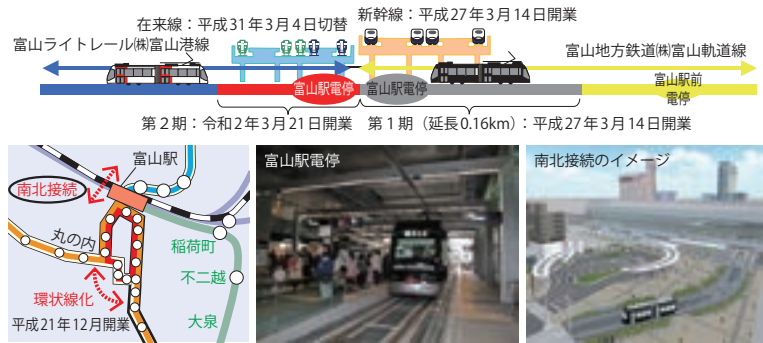 在来線：平成31年3月4日切替
新幹線：平成27年3月14日開業
富山ライトレール㈱富山港線
富山地方鉄道㈱富山軌道線
富山駅電停
富山駅電停
富山駅前
電停
第２期：令和２年３月21日開業
第１期（延長0.16km）：平成27年３月14日開業
富山駅
南北接続
丸の内
稲荷町
不二越
環状線化
平成21年12月開業
大泉
富山駅電停
南北接続のイメージ